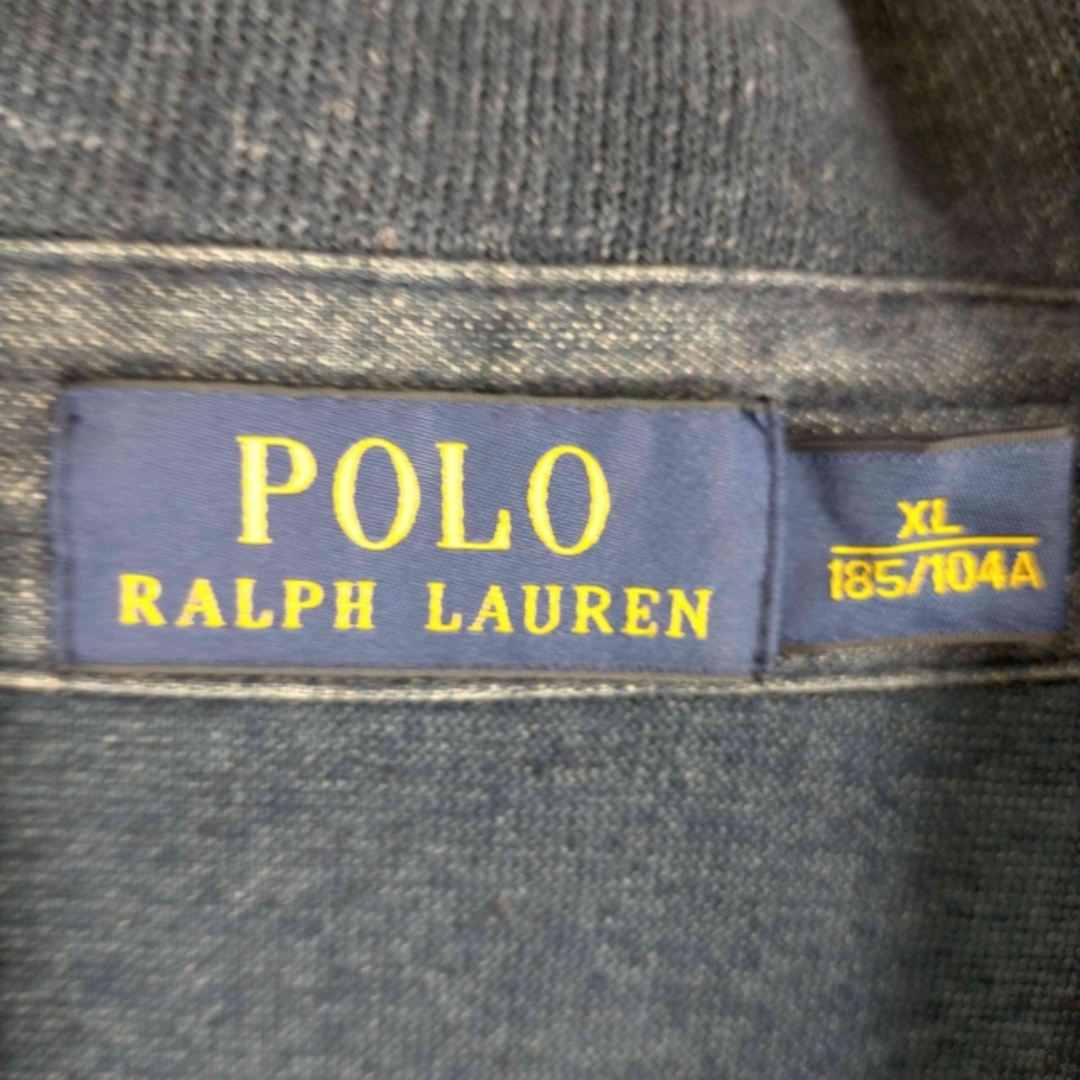 POLO
RALPH LAUREN
XL
185/104A